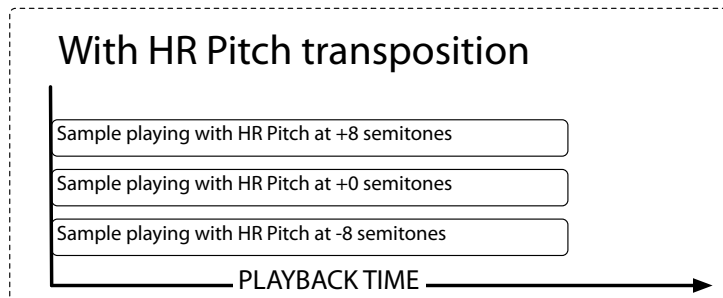 With HR Pitch transposition
Sample playing with HR Pitch at +8 semitones
Sample playing with HR Pitch at +0 semitones
Sample playing with HR Pitch at -8 semitones
PLAYBACK TIME